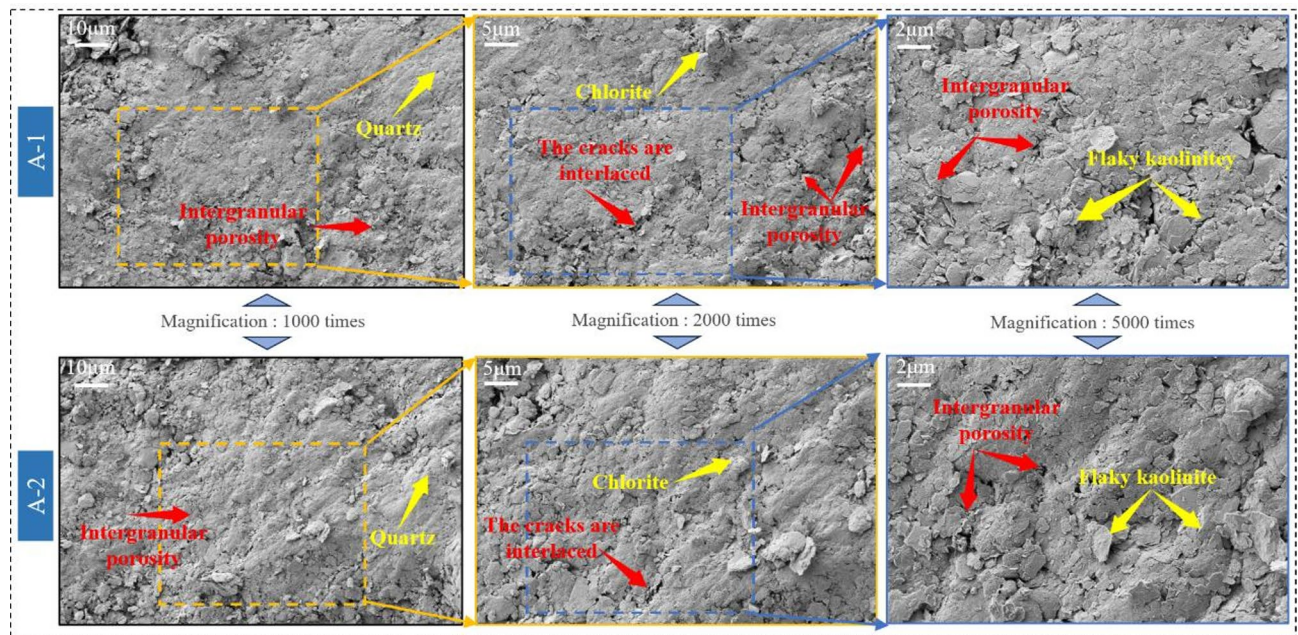 A-1
10μm
Quartz
Intergranular
porosity
5μm
Chlorite
The cracks are
interlaced
Intergranular
porosity
2μm
Intergranular
porosity
Flaky kaolinitey
Magnification : 1000 times
Magnification : 2000 times
Magnification : 5000 times
A-2
10μm
Intergranular
porosity
Quartz
5μm
Chlorite
The cracks are
interlaced
2μm
Intergranular
porosity
Flaky kaolinite